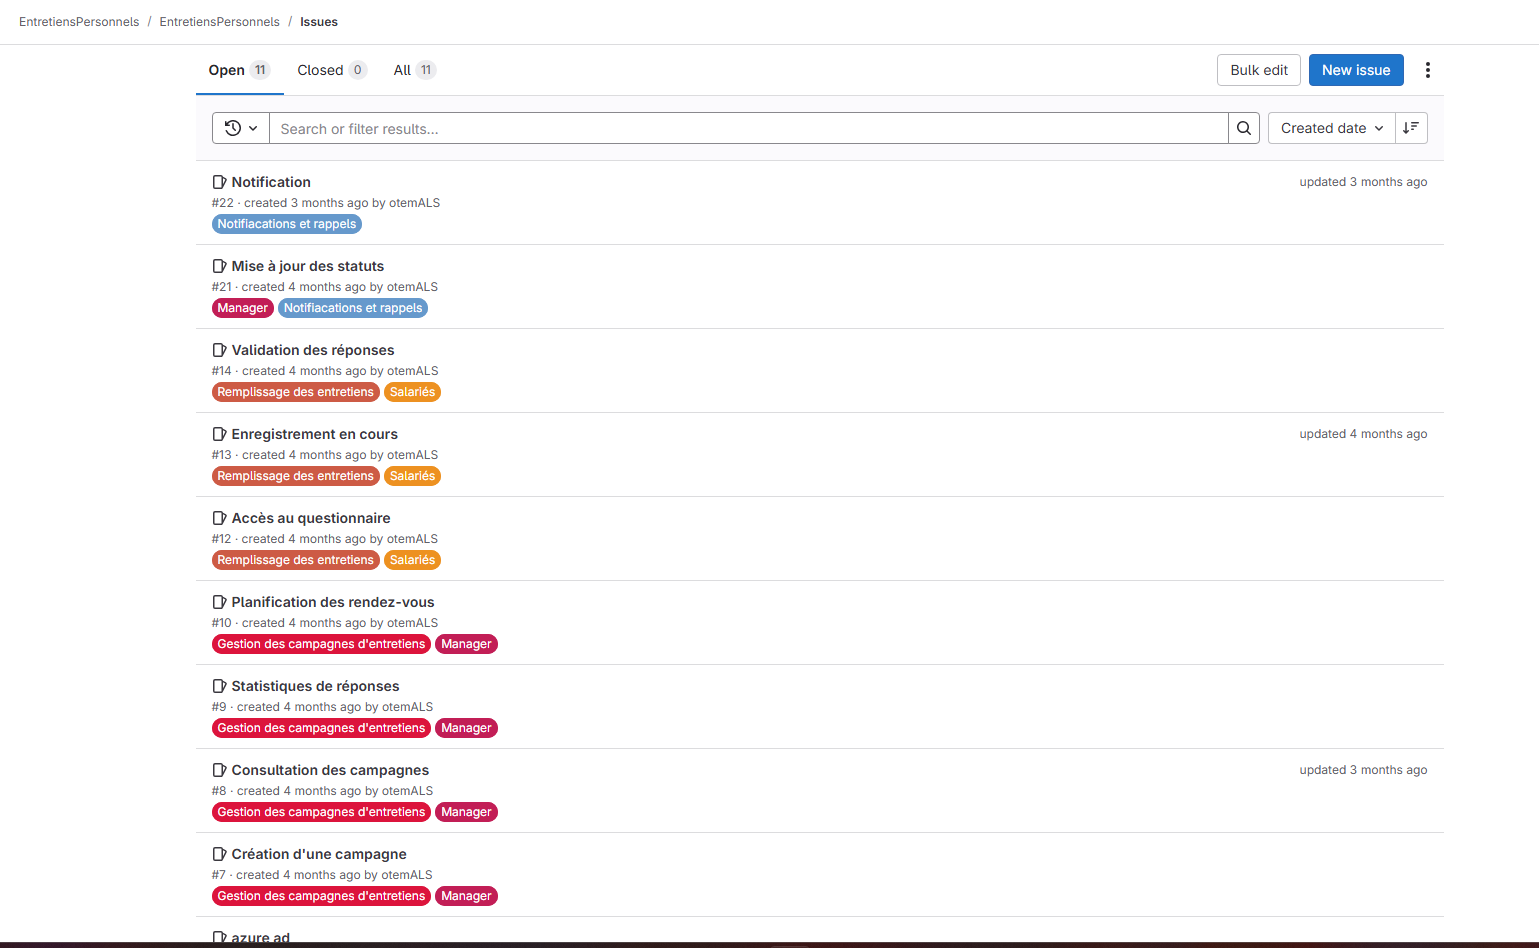 EntretiensPersonnels / EntretiensPersonnels / Issues
Open 11 Closed 0 All 11 Bulk edit New issue
Search or filter results... Created date
Notification updated 3 months ago
#22 · created 3 months ago by otemALS
Notifiacations et rappels
Mise à jour des statuts
#21 · created 4 months ago by otemALS
Manager Notifiacations et rappels
Validation des réponses
#14 · created 4 months ago by otemALS
Remplissage des entretiens Salariés
Enregistrement en cours updated 4 months ago
#13 · created 4 months ago by otemALS
Remplissage des entretiens Salariés
Accès au questionnaire
#12 · created 4 months ago by otemALS
Remplissage des entretiens Salariés
Planification des rendez-vous
#10 · created 4 months ago by otemALS
Gestion des campagnes d'entretiens Manager
Statistiques de réponses
#9 · created 4 months ago by otemALS
Gestion des campagnes d'entretiens Manager
Consultation des campagnes updated 3 months ago
#8 · created 4 months ago by otemALS
Gestion des campagnes d'entretiens Manager
Création d'une campagne
#7 · created 4 months ago by otemALS
Gestion des campagnes d'entretiens Manager
azure ad